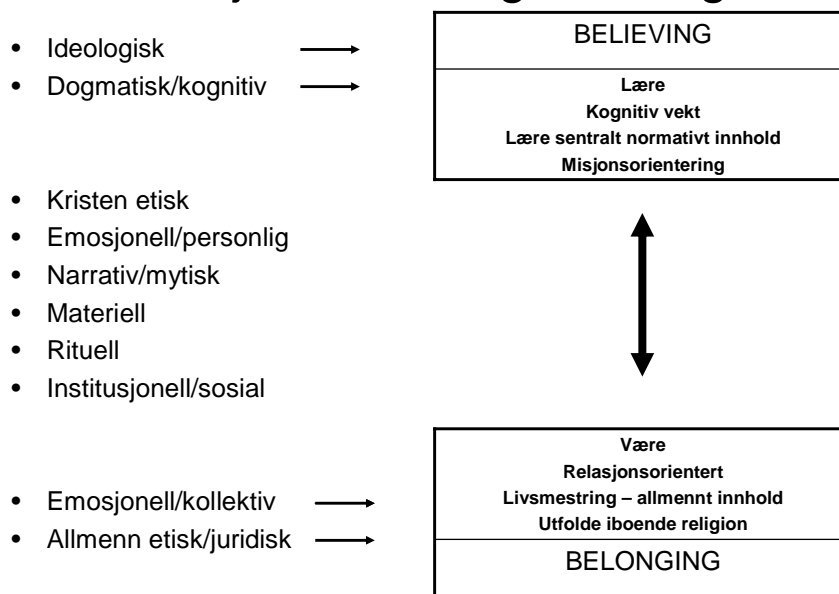 • Ideologisk
• Dogmatisk/kognitiv
BELIEVING
Lære
Kognitiv vekt
Lære sentralt normativt innhold
Misjonsorientering
• Kristen etisk
• Emosjonell/personlig
• Narrativ/mytisk
• Materiell
• Rituell
• Institusjonell/sosial
• Emosjonell/kollektiv
• Allmenn etisk/juridisk
Være
Relasjonsorientert
Livsmestring – allmennt innhold
Utfolde iboende religion
BELONGING